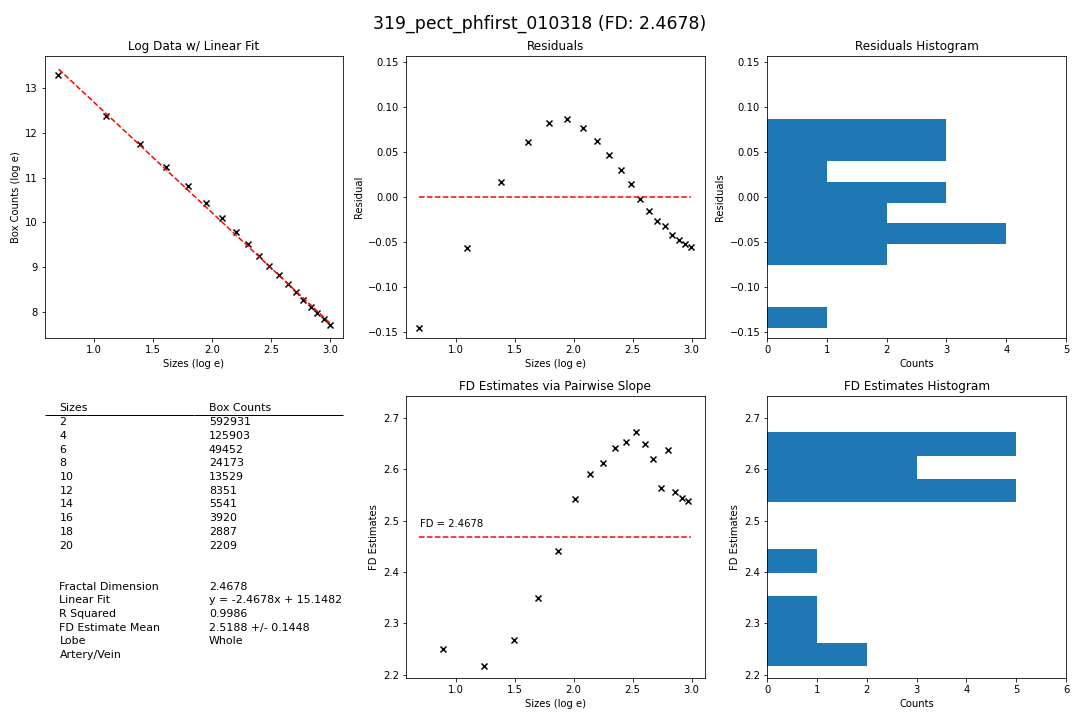 319_pect_phfirst_010318 (FD: 2.4678)
Log Data w/ Linear Fit
Box Counts (log e)
13
12
11
10
9
8
1.0 1.5 2.0 2.5 3.0
Sizes (log e)
Residuals
Residual
0.15
0.10
0.05
0.00
−0.05
−0.10
−0.15
1.0 1.5 2.0 2.5 3.0
Sizes (log e)
Residuals Histogram
Residuals
0.15
0.10
0.05
0.00
−0.05
−0.10
−0.15
0 1 2 3 4 5
Counts
Sizes Box Counts
2 592931
4 125903
6 49452
8 24173
10 13529
12 8351
14 5541
16 3920
18 2887
20 2209
Fractal Dimension 2.4678
Linear Fit y = -2.4678x + 15.1482
R Squared 0.9986
FD Estimate Mean 2.5188 +/- 0.1448
Lobe Whole
Artery/Vein
FD Estimates via Pairwise Slope
FD Estimates
2.7
2.6
2.5
2.4
2.3
2.2
FD = 2.4678
1.0 1.5 2.0 2.5 3.0
Sizes (log e)
FD Estimates Histogram
FD Estimates
2.7
2.6
2.5
2.4
2.3
2.2
0 1 2 3 4 5 6
Counts